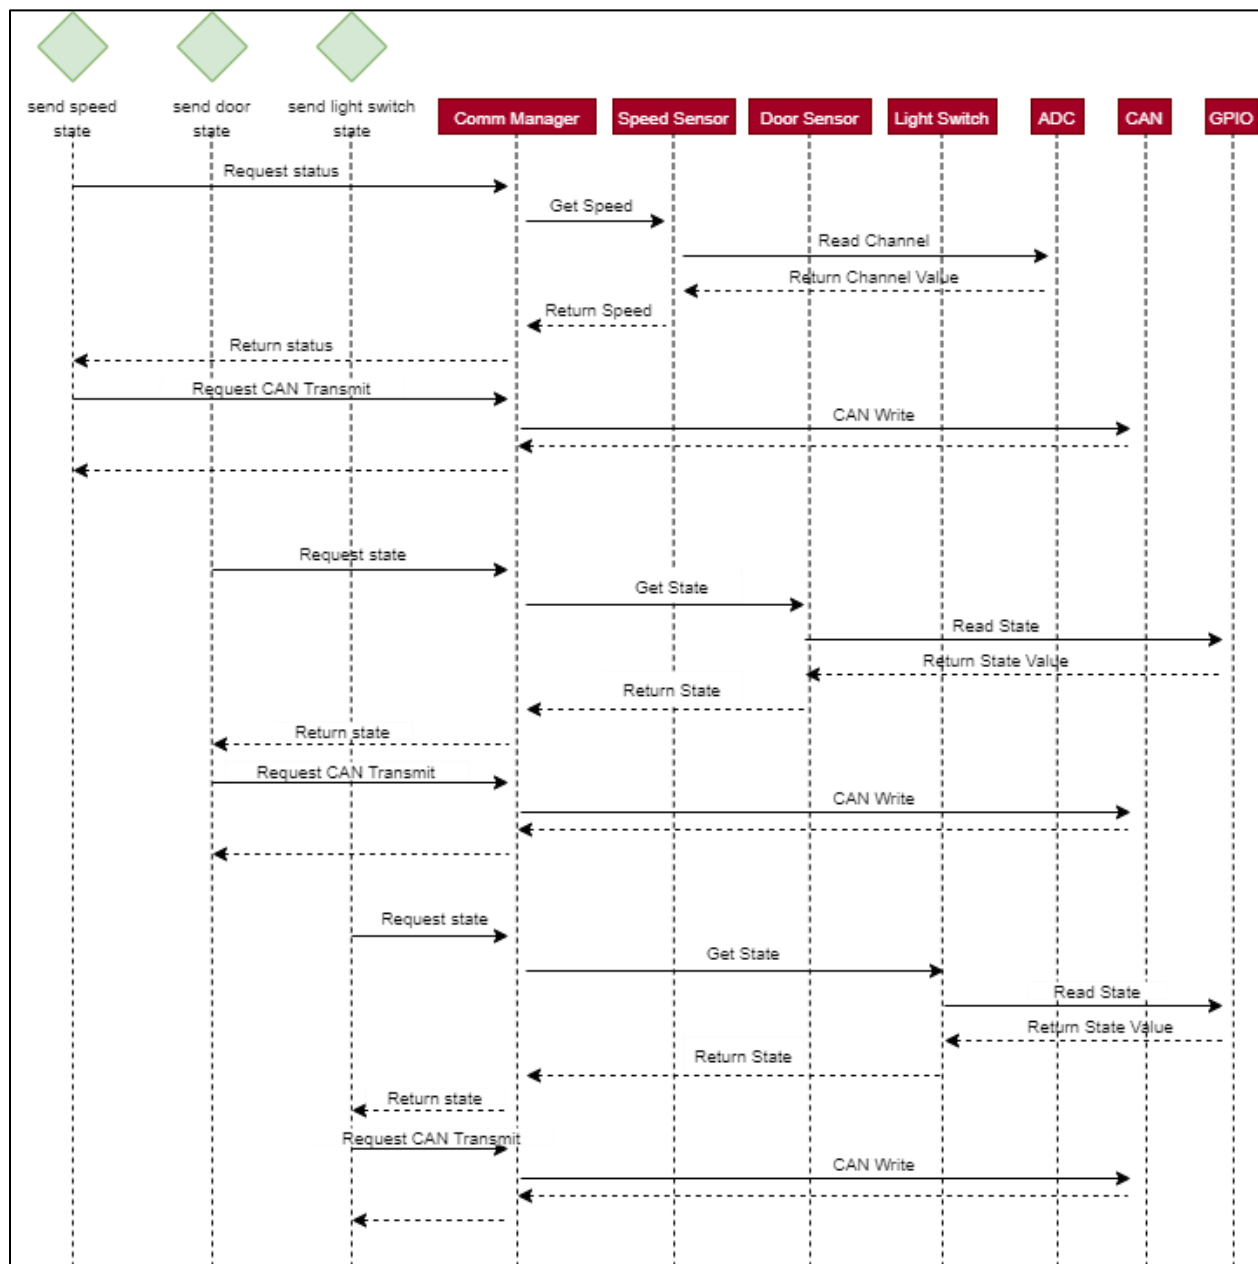 send speed
state
send door
state
send light switch
state
Comm Manager
Speed Sensor
Door Sensor
Light Switch
ADC
CAN
GPIO
Request status
Get Speed
Read Channel
Return Channel Value
Return Speed
Return status
Request CAN Transmit
CAN Write
Request state
Get State
Read State
Return State Value
Return State
Return state
Request CAN Transmit
CAN Write
Request state
Get State
Read State
Return State Value
Return State
Return state
Request CAN Transmit
CAN Write